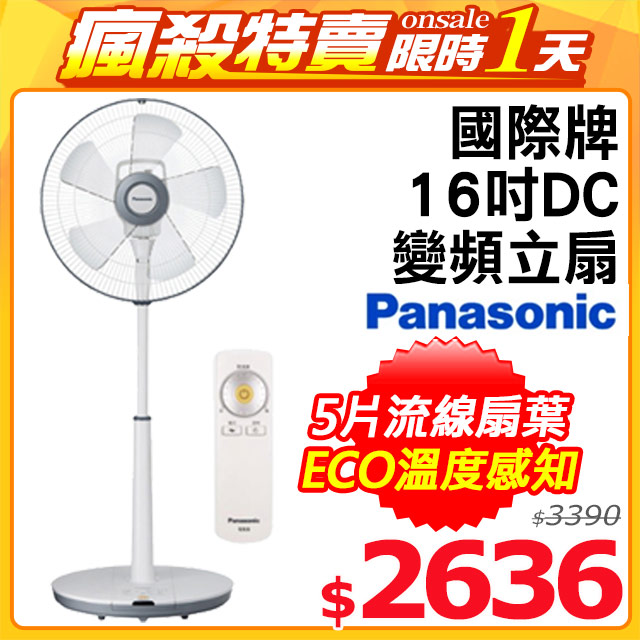 瘋殺特賣
onsale
限時1天
國際牌
16吋DC
變頻立扇
Panasonic
Panasonic
5片流線扇葉
ECO溫度感知
Panasonic
$3390
$2636